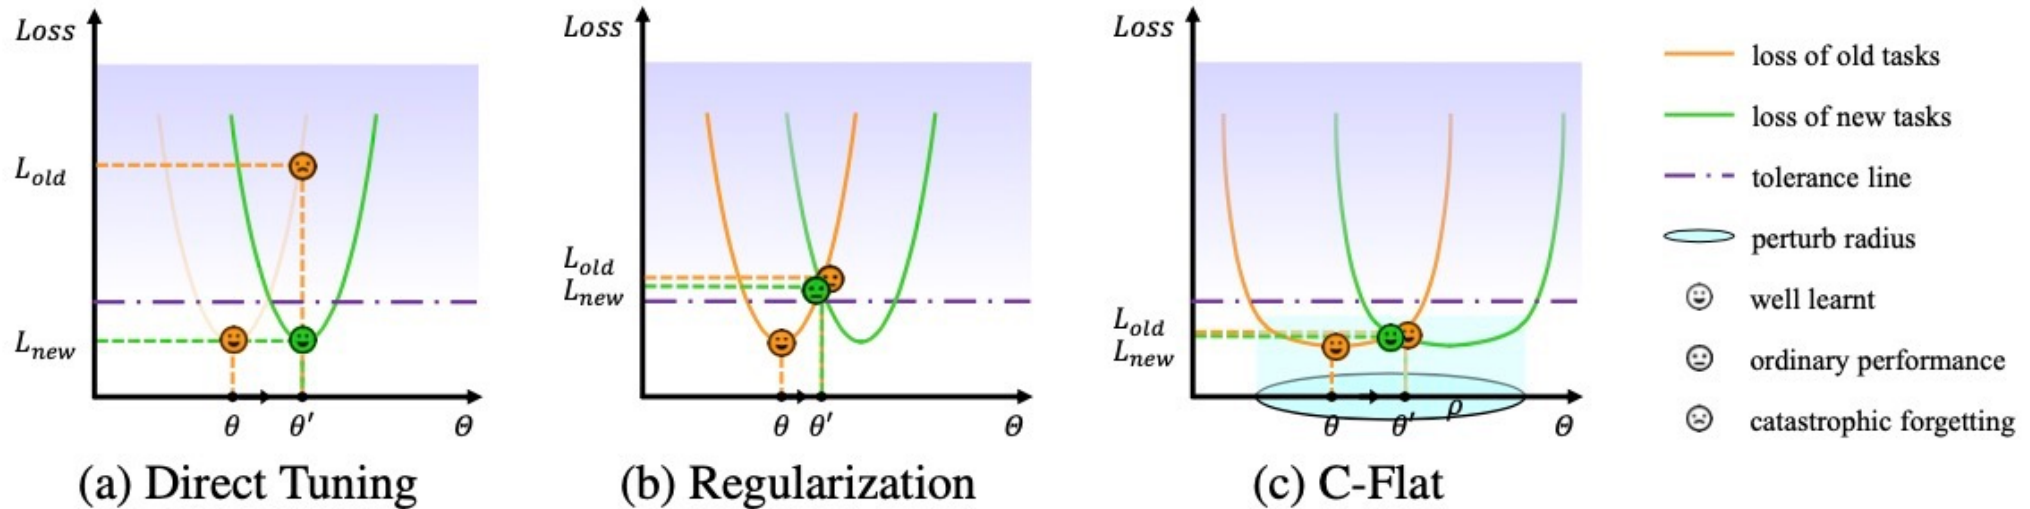 Loss
L_old
L_new
θ θ′ Θ
(a) Direct Tuning
Loss
L_old
L_new
θ θ′ Θ
(b) Regularization
Loss
L_old
L_new
θ θ′ ρ Θ
(c) C-Flat
loss of old tasks
loss of new tasks
tolerance line
perturb radius
well learnt
ordinary performance
catastrophic forgetting